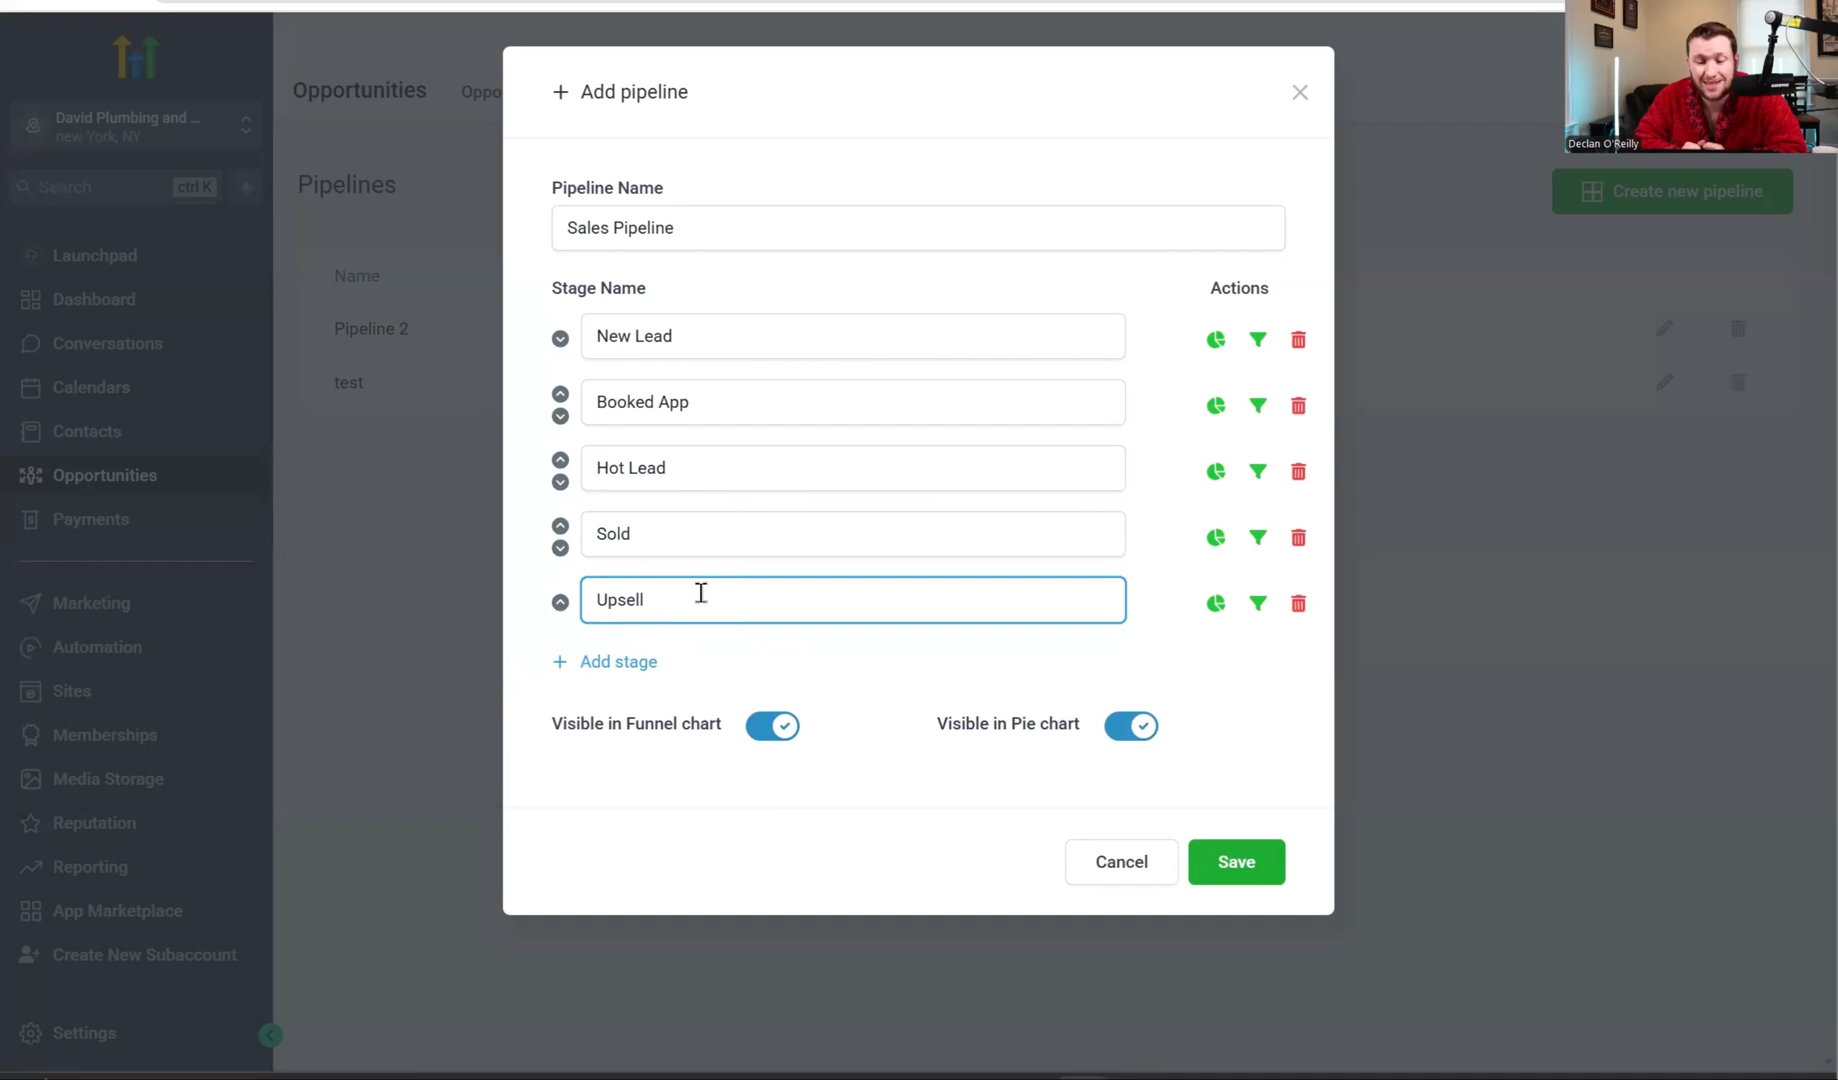 David Plumbing and ...
new York, NY
Search
ctrl K
Launchpad
Dashboard
Conversations
Calendars
Contacts
Opportunities
Payments
Marketing
Automation
Sites
Memberships
Media Storage
Reputation
Reporting
App Marketplace
Create New Subaccount
Settings
Opportunities
Oppo
Pipelines
Create new pipeline
Name
Pipeline 2
test
+ Add pipeline
Pipeline Name
Sales Pipeline
Stage Name
Actions
New Lead
Booked App
Hot Lead
Sold
Upsell
+ Add stage
Visible in Funnel chart
Visible in Pie chart
Cancel
Save
Declan O'Reilly